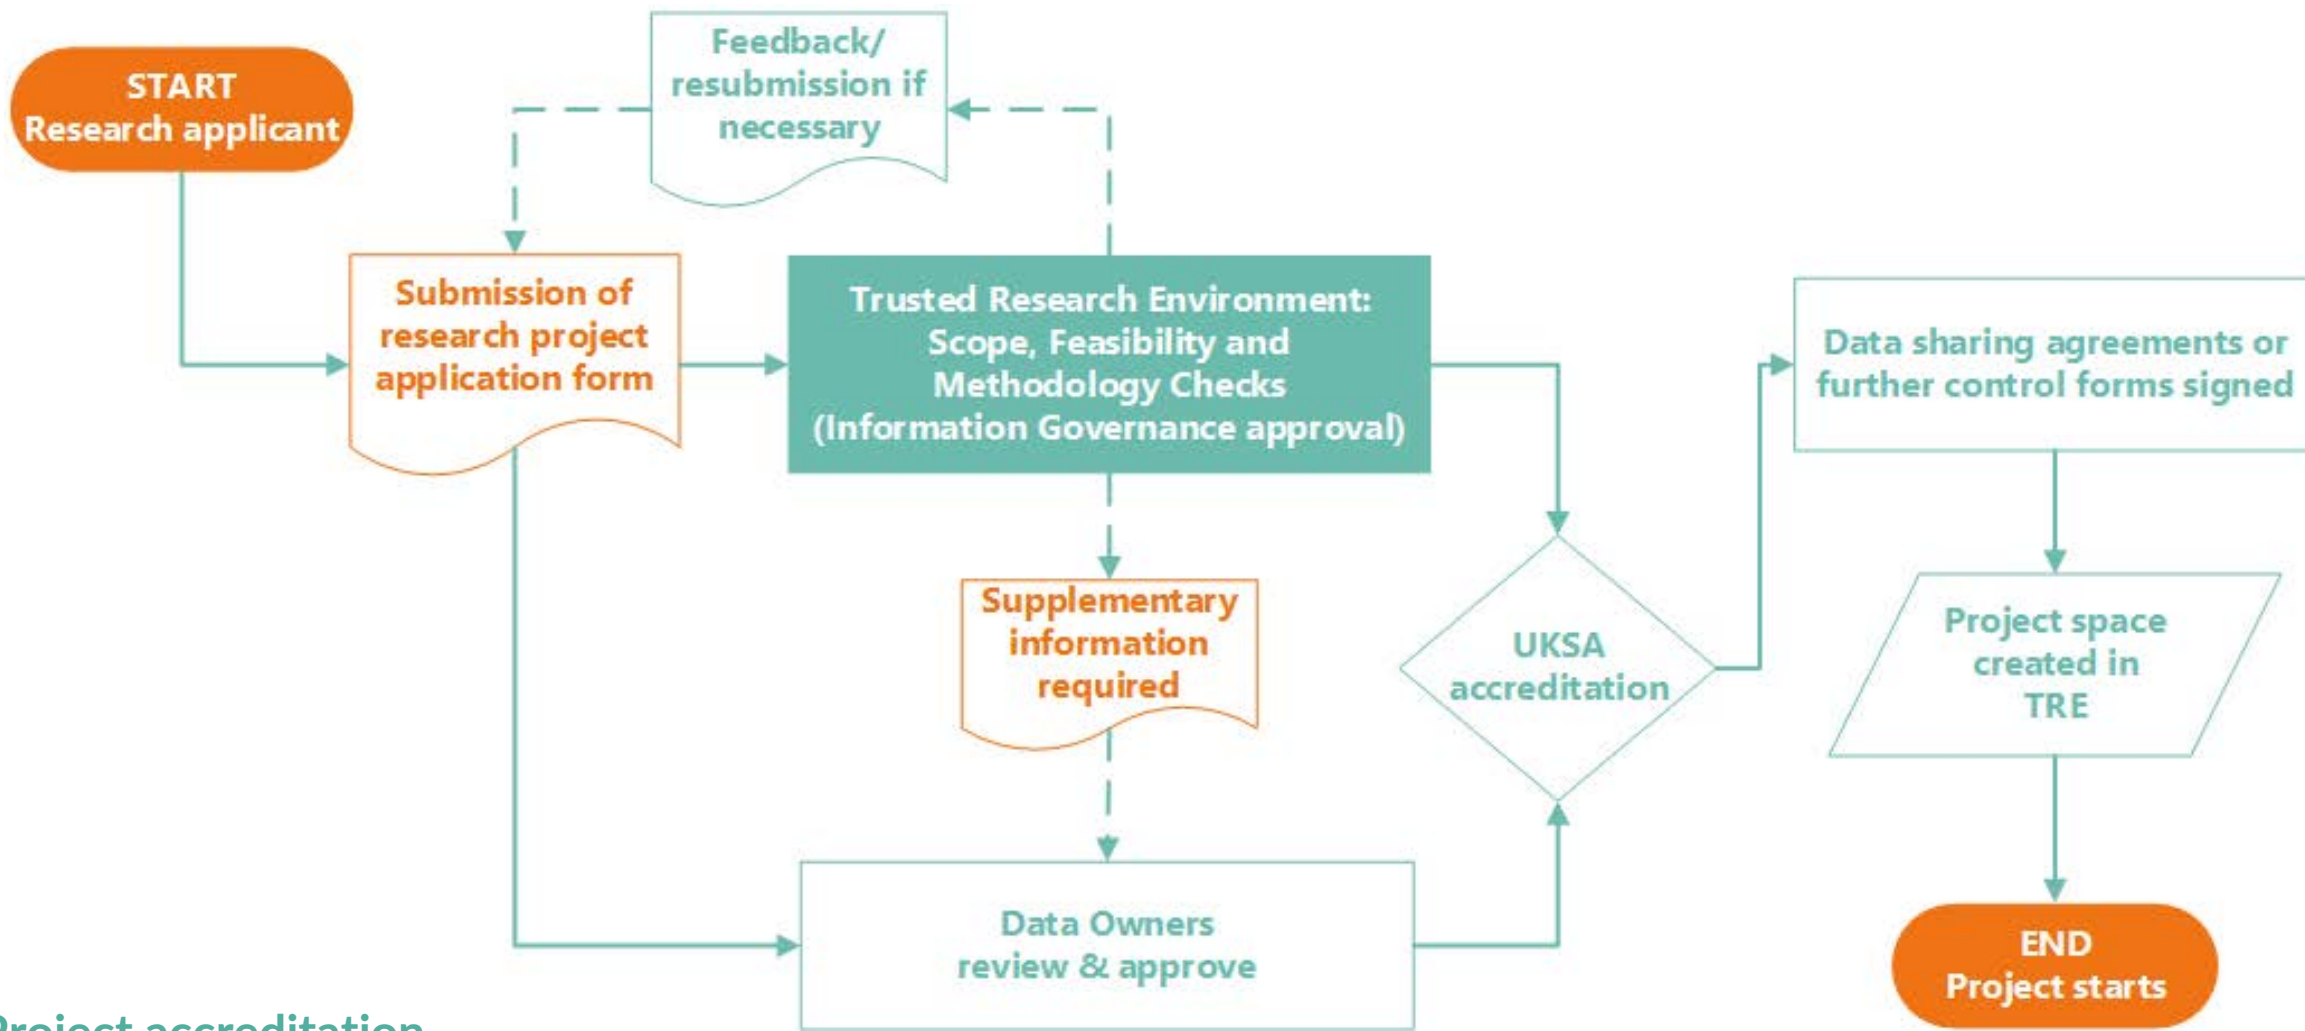 START
Research applicant
Feedback/
resubmission if
necessary
Submission of
research project
application form
Trusted Research Environment:
Scope, Feasibility and
Methodology Checks
(Information Governance approval)
Supplementary
information
required
Data Owners
review & approve
UKSA
accreditation
Data sharing agreements or
further control forms signed
Project space
created in
TRE
END
Project starts
Project accreditation